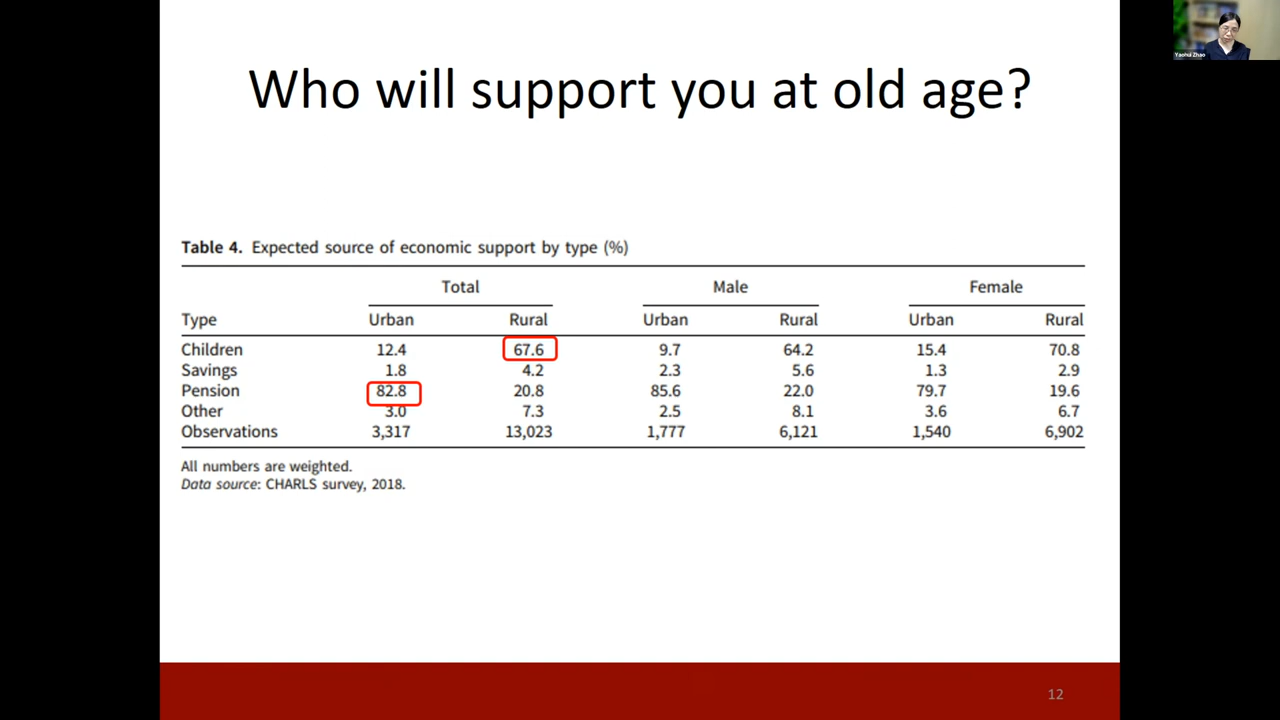 Who will support you at old age?
Yaohui Zhao
Table 4. Expected source of economic support by type (%)
Total Male Female
Type Urban Rural Urban Rural Urban Rural
Children 12.4 67.6 9.7 64.2 15.4 70.8
Savings 1.8 4.2 2.3 5.6 1.3 2.9
Pension 82.8 20.8 85.6 22.0 79.7 19.6
Other 3.0 7.3 2.5 8.1 3.6 6.7
Observations 3,317 13,023 1,777 6,121 1,540 6,902
All numbers are weighted.
Data source: CHARLS survey, 2018.
12